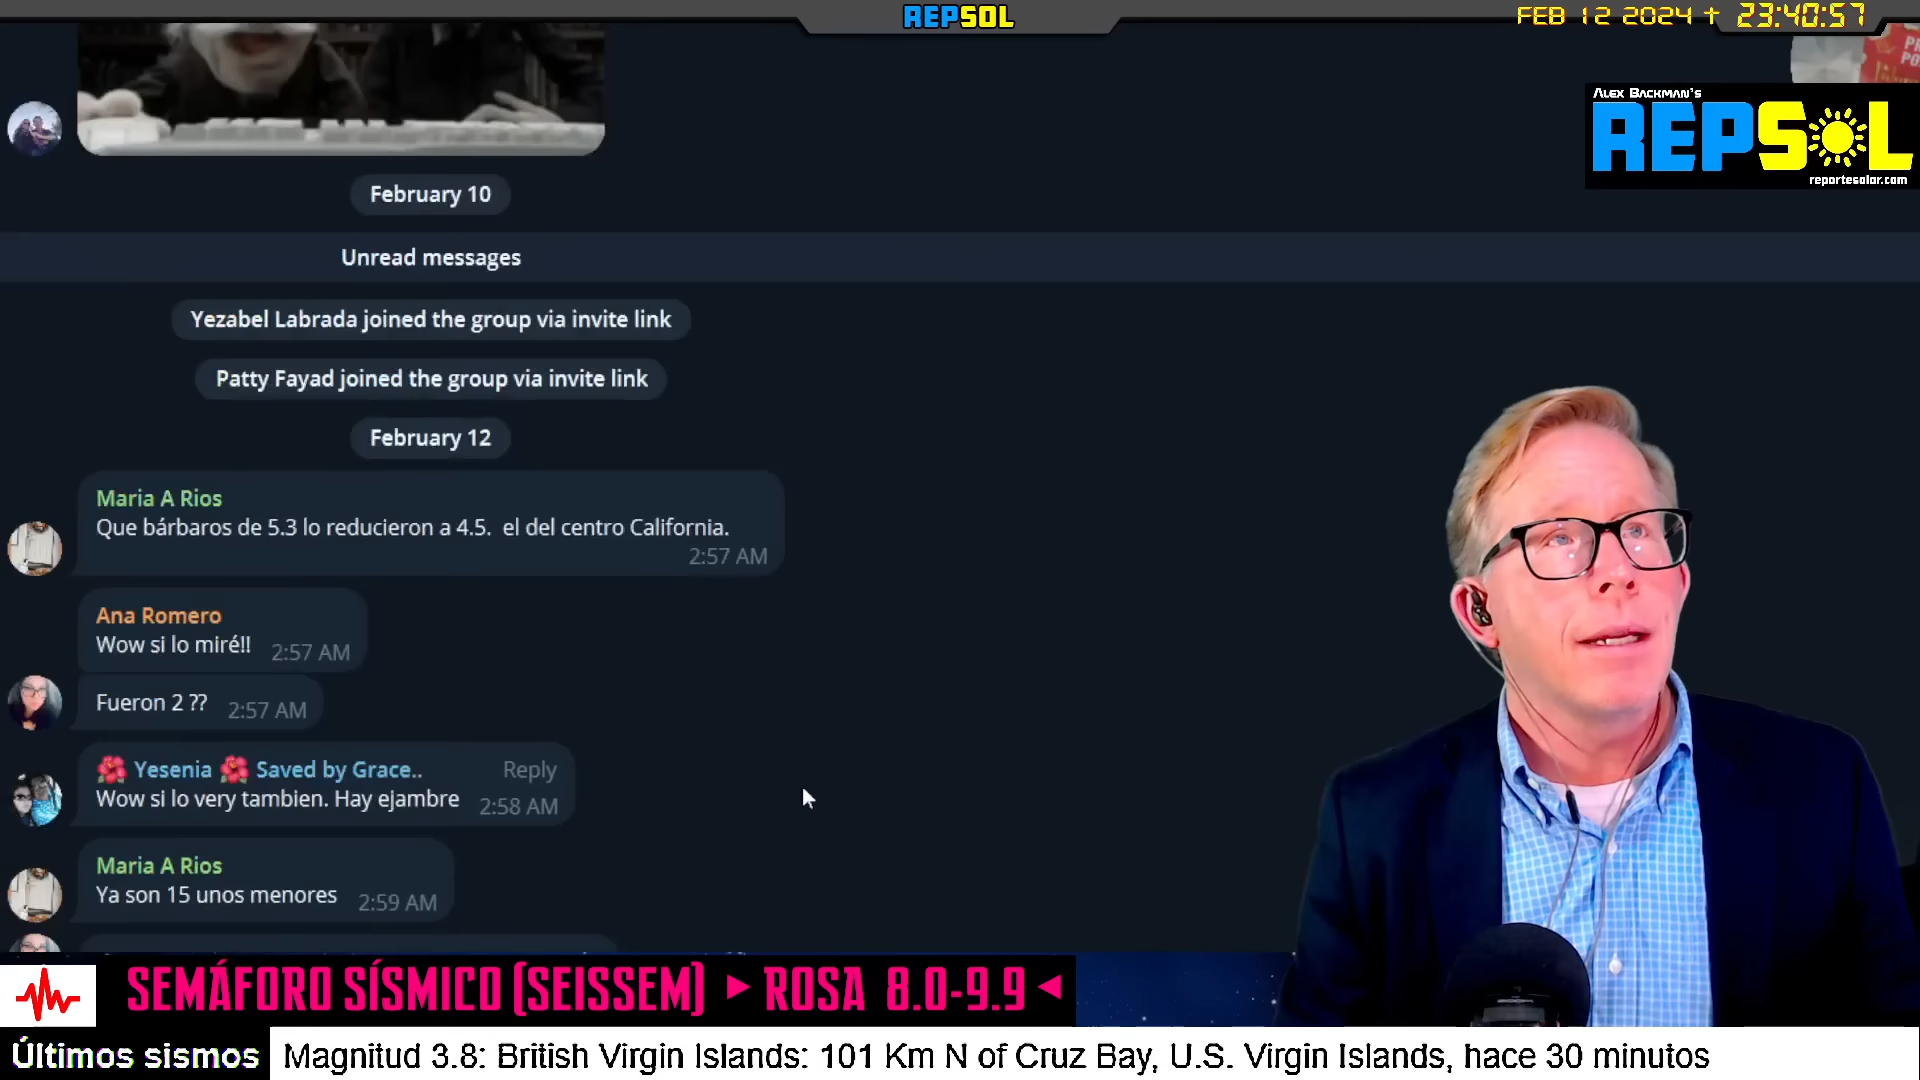 REPSOL
FEB 12 2024 † 23:40:57
ALEX BACKMAN'S
REPSOL
reportesolar.com
February 10
Unread messages
Yezabel Labrada joined the group via invite link
Patty Fayad joined the group via invite link
February 12
Maria A Rios
Que bárbaros de 5.3 lo reducieron a 4.5. el del centro California.
2:57 AM
Ana Romero
Wow si lo miré!! 2:57 AM
Fueron 2 ?? 2:57 AM
🌺 Yesenia 🌺 Saved by Grace.. Reply
Wow si lo very tambien. Hay ejambre 2:58 AM
Maria A Rios
Ya son 15 unos menores 2:59 AM
SEMÁFORO SÍSMICO (SEISSEM) ► ROSA 8.0-9.9 ◄
Últimos sismos Magnitud 3.8: British Virgin Islands: 101 Km N of Cruz Bay, U.S. Virgin Islands, hace 30 minutos